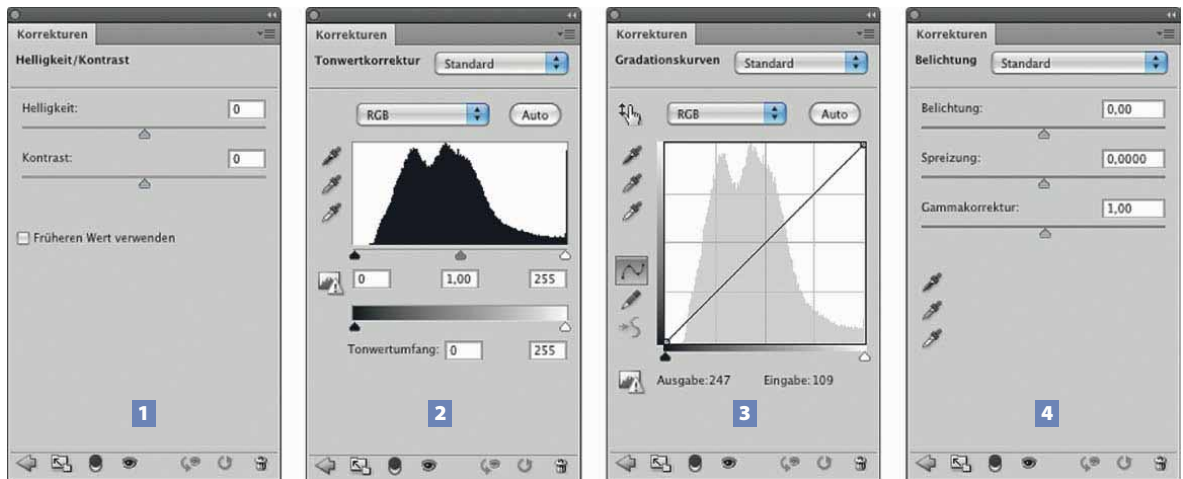 Korrekturen
Helligkeit/Kontrast
Helligkeit: 0
Kontrast: 0
Früheren Wert verwenden
1
Korrekturen
Tonwertkorrektur Standard
RGB Auto
0 1,00 255
Tonwertumfang: 0 255
2
Korrekturen
Gradationskurven Standard
RGB Auto
Ausgabe: 247 Eingabe: 109
3
Korrekturen
Belichtung Standard
Belichtung: 0,00
Spreizung: 0,0000
Gammakorrektur: 1,00
4